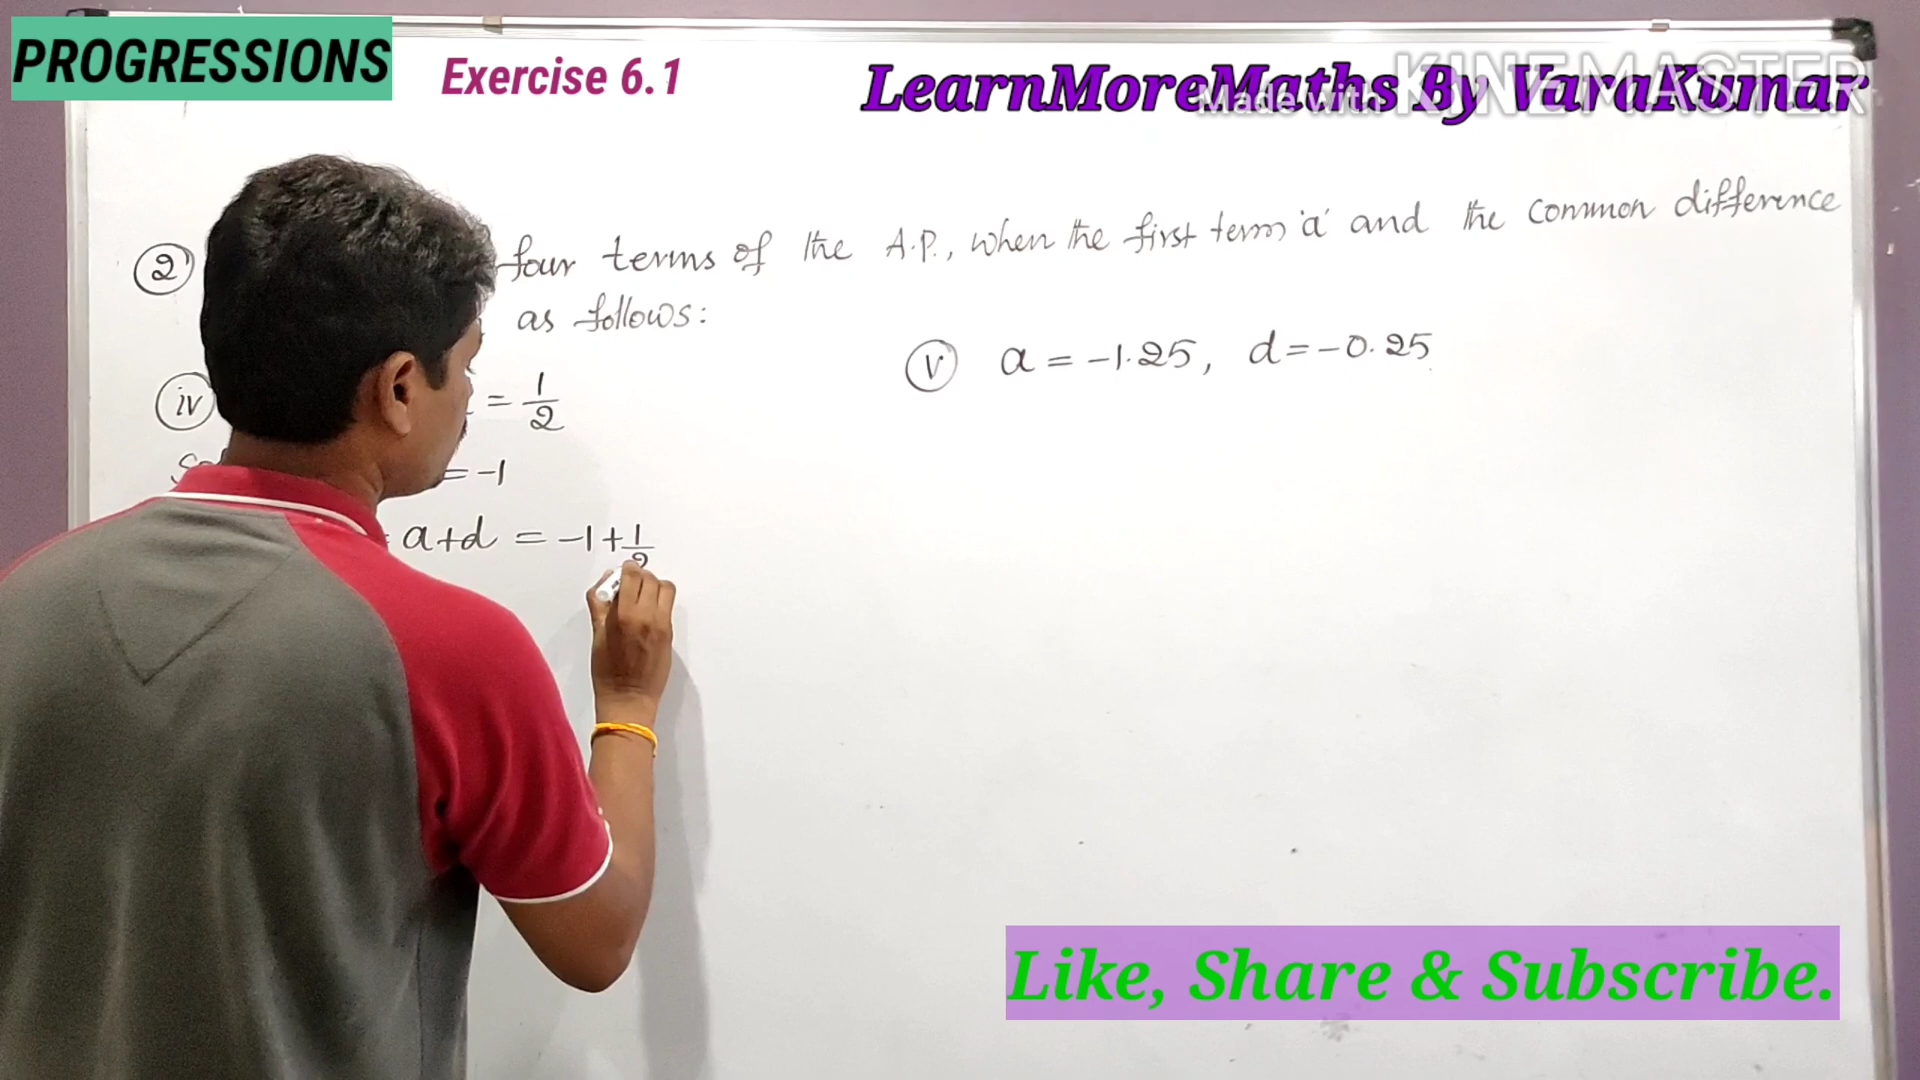 PROGRESSIONS
Exercise 6.1
LearnMoreMaths By VaraKumar
Made with KINEMASTER
② four terms of the A.P., when the first term 'a' and the common difference
as follows:
ⓘⓥ = 1/2
ⓥ a = -1.25, d = -0.25
= -1
a+d = -1+1/2
Like, Share & Subscribe.